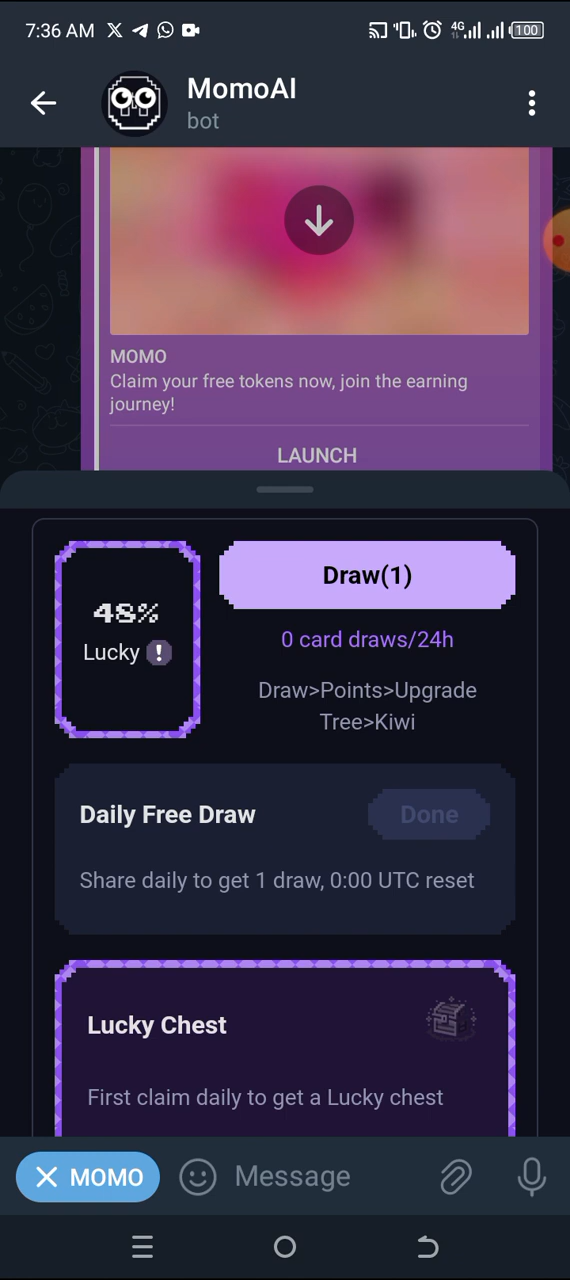 7:36 AM
4G
100
MomoAI
bot
MOMO
Claim your free tokens now, join the earning
journey!
LAUNCH
48%
Lucky !
Draw(1)
0 card draws/24h
Draw>Points>Upgrade
Tree>Kiwi
Daily Free Draw
Done
Share daily to get 1 draw, 0:00 UTC reset
Lucky Chest
First claim daily to get a Lucky chest
MOMO
Message